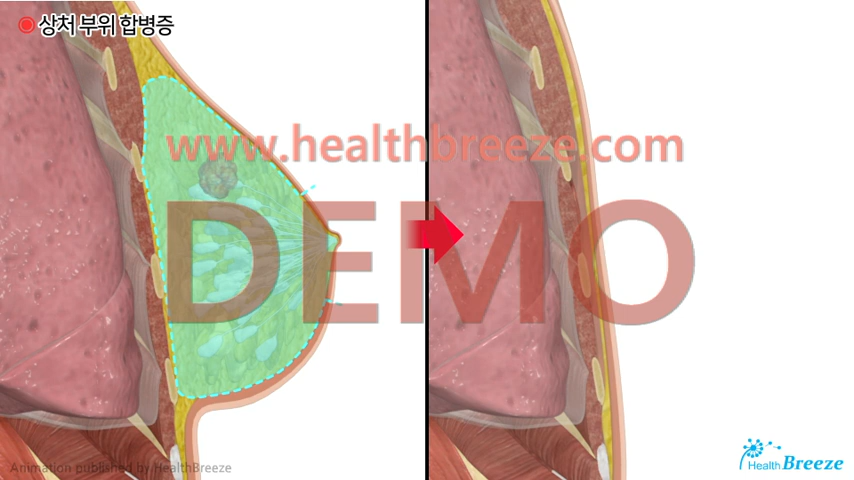 상처 부위 합병증
www.healthbreeze.com
DEMO
Animation published by HealthBreeze
Health Breeze